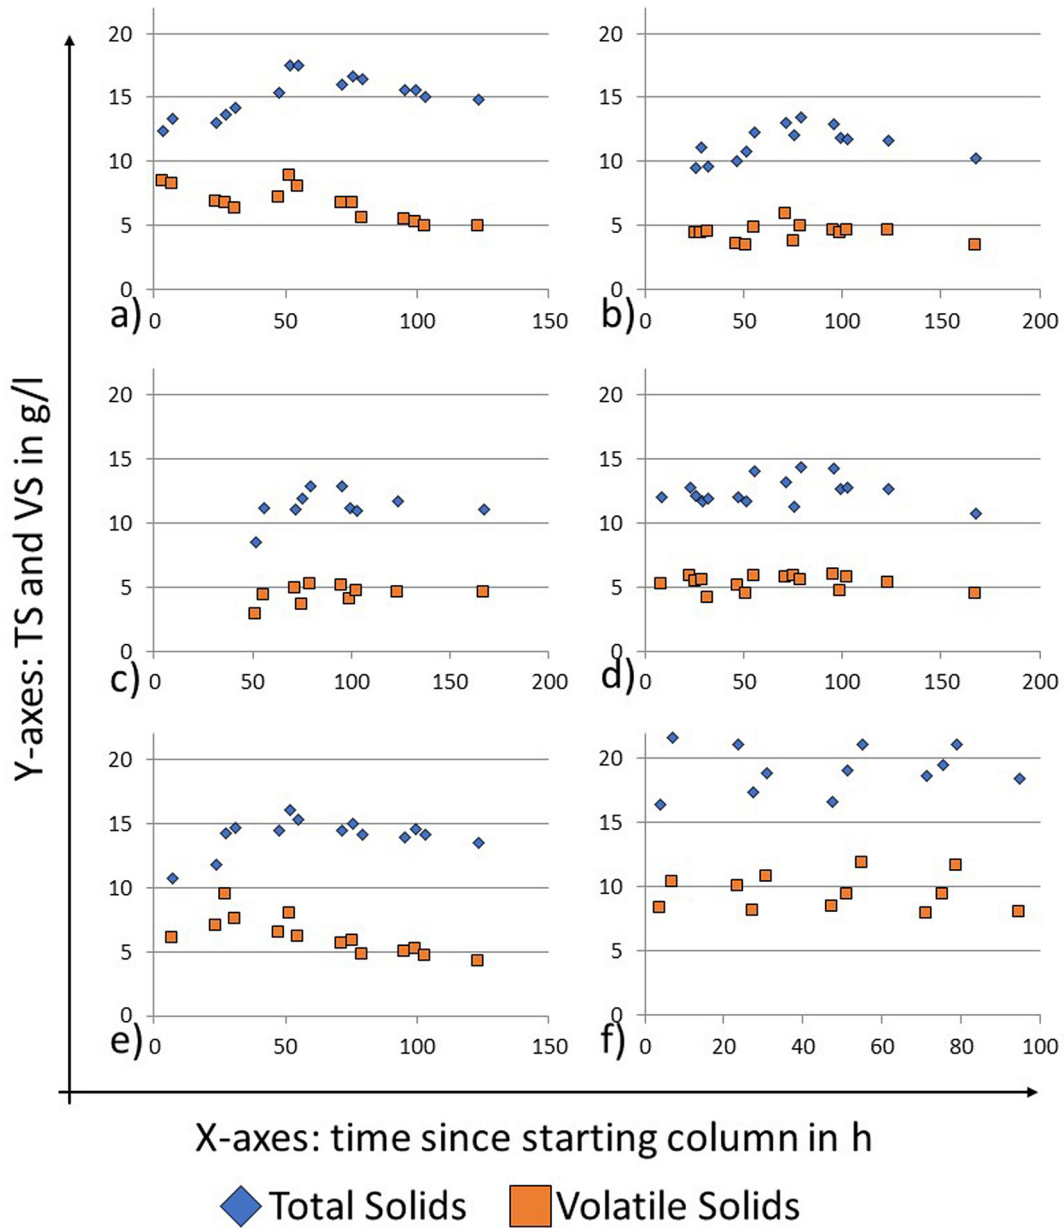 20
15
10
5
0
a)
0 50 100 150
20
15
10
5
0
b)
0 50 100 150 200
20
15
10
5
0
c)
0 50 100 150 200
20
15
10
5
0
d)
0 50 100 150 200
20
15
10
5
0
e)
0 50 100 150
20
15
10
5
0
f)
0 20 40 60 80 100
Y-axes: TS and VS in g/l
X-axes: time since starting column in h
Total Solids Volatile Solids